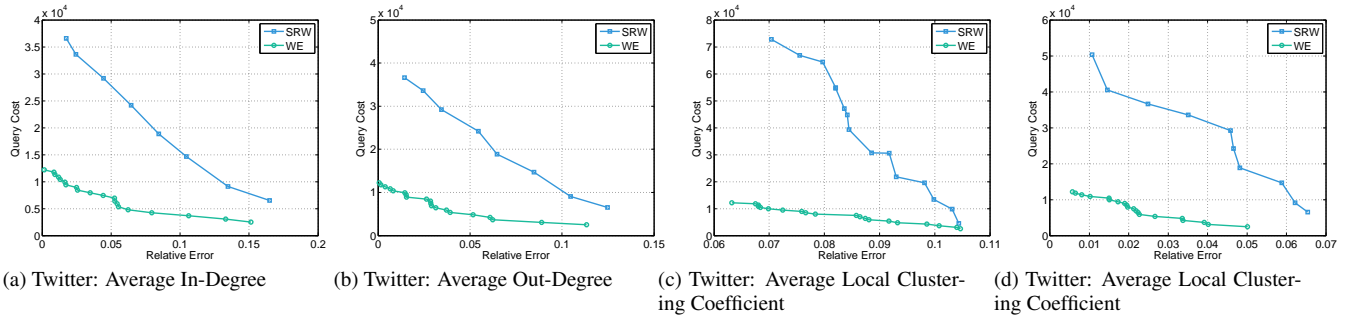 x 10⁴
4
3.5
3
2.5
2
1.5
1
0.5
0
Query Cost
SRW
WE
0 0.05 0.1 0.15 0.2
Relative Error
(a) Twitter: Average In-Degree
x 10⁴
5
4
3
2
1
0
Query Cost
SRW
WE
0 0.05 0.1 0.15
Relative Error
(b) Twitter: Average Out-Degree
x 10⁴
8
7
6
5
4
3
2
1
0
Query Cost
SRW
WE
0.06 0.07 0.08 0.09 0.1 0.11
Relative Error
(c) Twitter: Average Local Cluster-
ing Coefficient
x 10⁴
6
5
4
3
2
1
0
Query Cost
SRW
WE
0 0.01 0.02 0.03 0.04 0.05 0.06 0.07
Relative Error
(d) Twitter: Average Local Cluster-
ing Coefficient